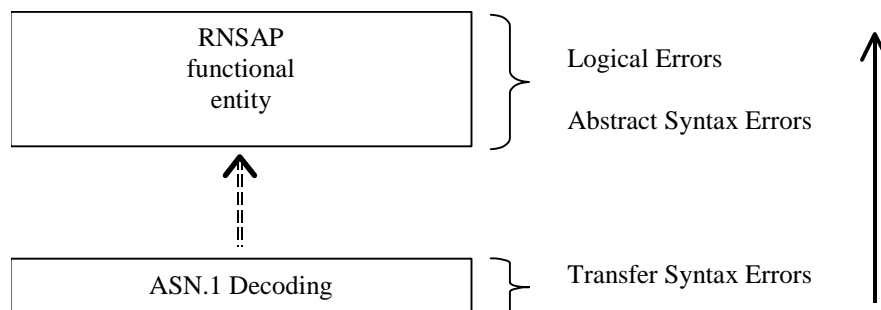 RNSAP
functional
entity
Logical Errors
Abstract Syntax Errors
ASN.1 Decoding
Transfer Syntax Errors